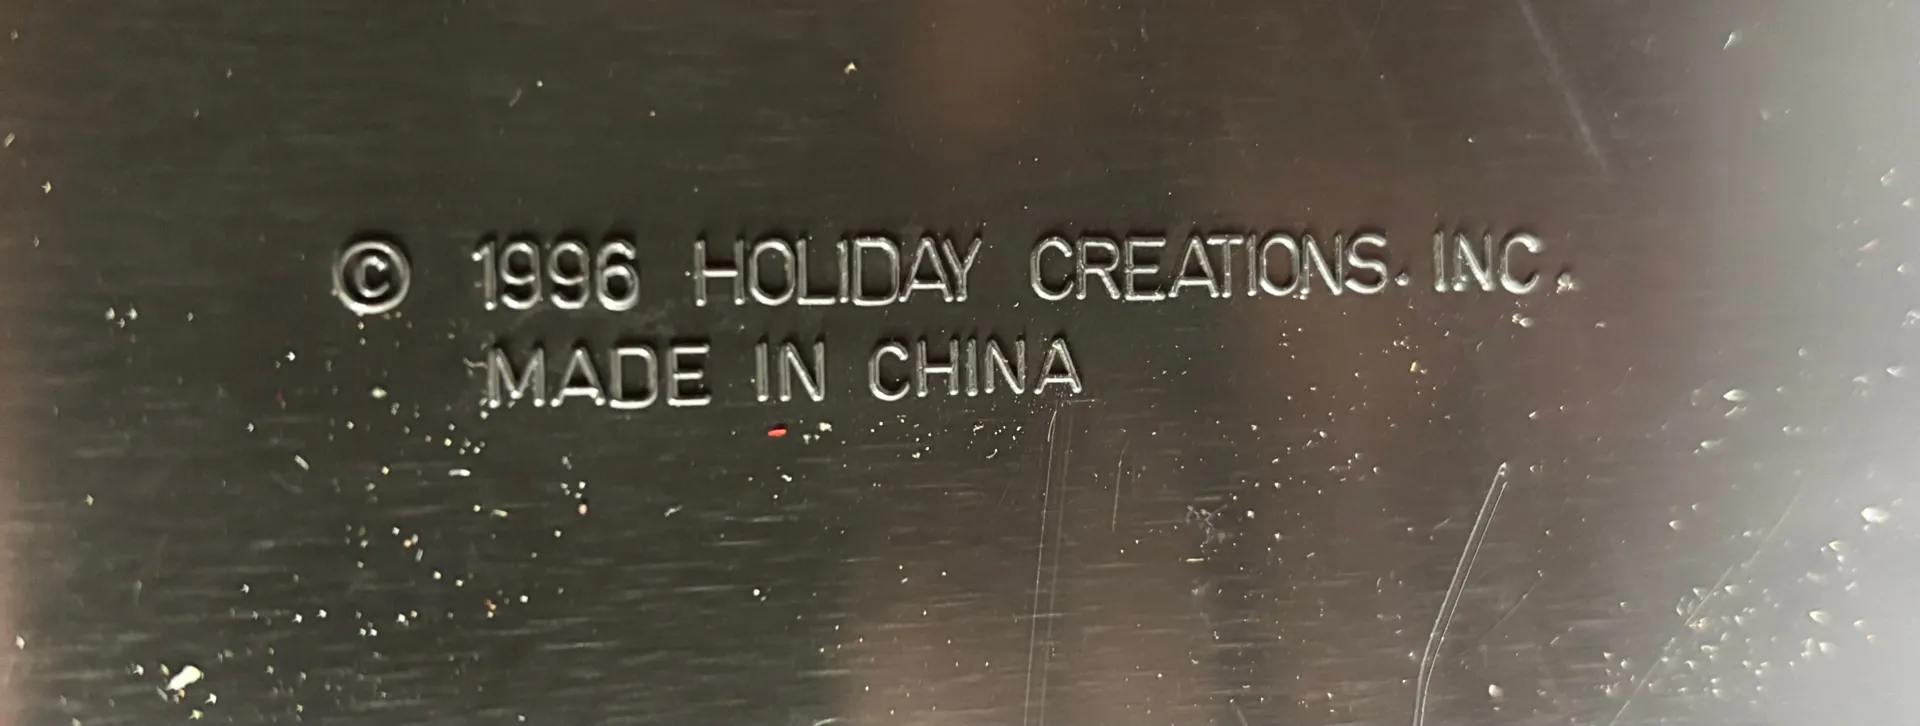 © 1996 HOLIDAY CREATIONS. INC.
MADE IN CHINA